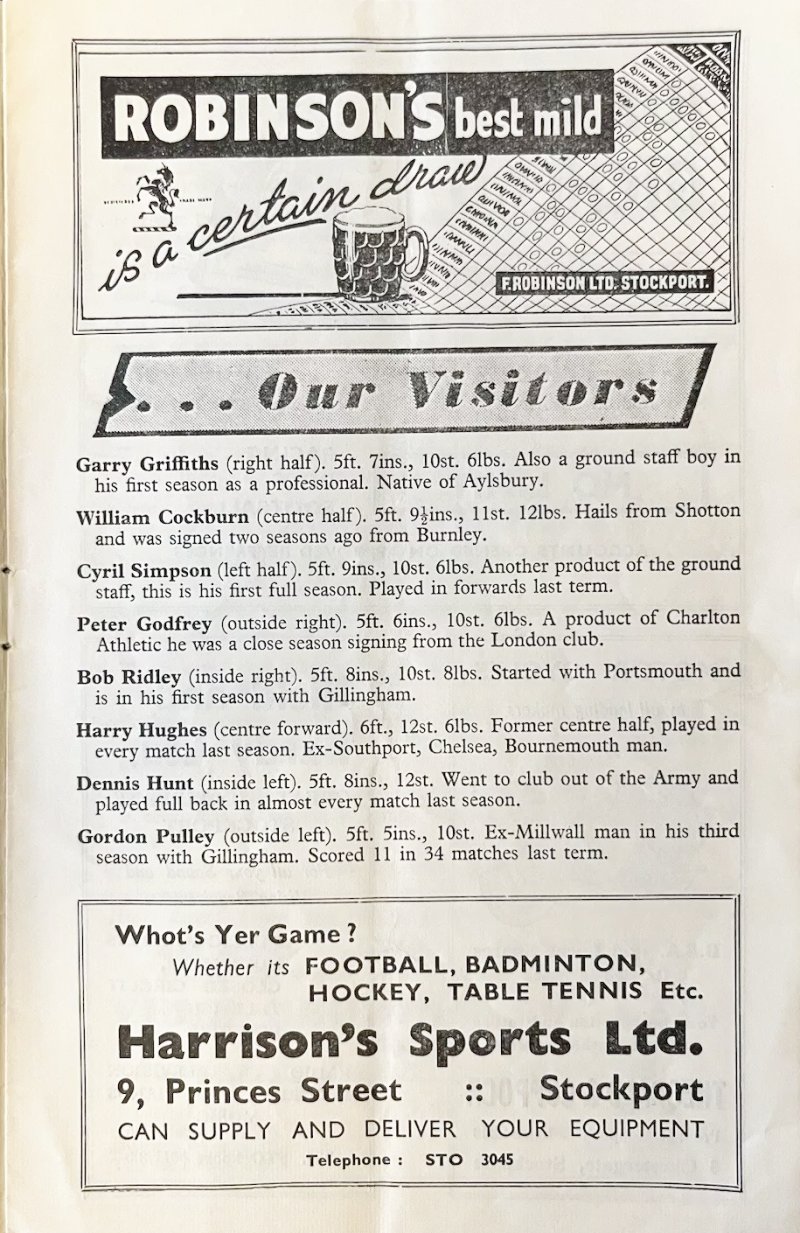 ROBINSON'S best mild
is a certain draw
F. ROBINSON LTD. STOCKPORT.
. . . Our Visitors
Garry Griffiths (right half). 5ft. 7ins., 10st. 6lbs. Also a ground staff boy in
his first season as a professional. Native of Aylsbury.
William Cockburn (centre half). 5ft. 9½ins., 11st. 12lbs. Hails from Shotton
and was signed two seasons ago from Burnley.
Cyril Simpson (left half). 5ft. 9ins., 10st. 6lbs. Another product of the ground
staff, this is his first full season. Played in forwards last term.
Peter Godfrey (outside right). 5ft. 6ins., 10st. 6lbs. A product of Charlton
Athletic he was a close season signing from the London club.
Bob Ridley (inside right). 5ft. 8ins., 10st. 8lbs. Started with Portsmouth and
is in his first season with Gillingham.
Harry Hughes (centre forward). 6ft., 12st. 6lbs. Former centre half, played in
every match last season. Ex-Southport, Chelsea, Bournemouth man.
Dennis Hunt (inside left). 5ft. 8ins., 12st. Went to club out of the Army and
played full back in almost every match last season.
Gordon Pulley (outside left). 5ft. 5ins., 10st. Ex-Millwall man in his third
season with Gillingham. Scored 11 in 34 matches last term.
Whot's Yer Game?
Whether its FOOTBALL, BADMINTON,
HOCKEY, TABLE TENNIS Etc.
Harrison's Sports Ltd.
9, Princes Street :: Stockport
CAN SUPPLY AND DELIVER YOUR EQUIPMENT
Telephone : STO 3045